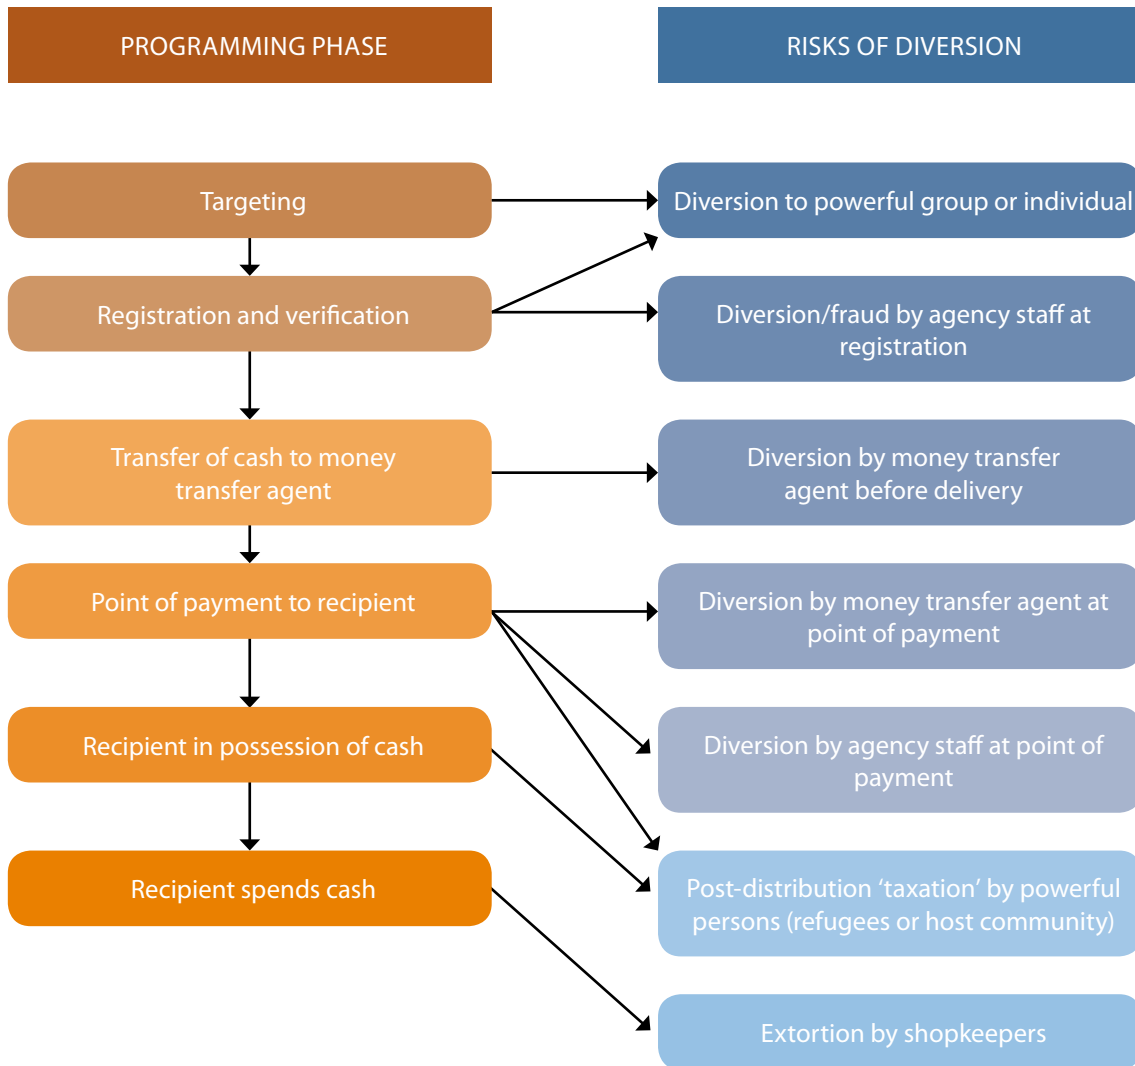 PROGRAMMING PHASE
RISKS OF DIVERSION
Targeting
Diversion to powerful group or individual
Registration and verification
Diversion/fraud by agency staff at
registration
Transfer of cash to money
transfer agent
Diversion by money transfer
agent before delivery
Point of payment to recipient
Diversion by money transfer agent at
point of payment
Recipient in possession of cash
Diversion by agency staff at point of
payment
Recipient spends cash
Post-distribution ‘taxation’ by powerful
persons (refugees or host community)
Extortion by shopkeepers